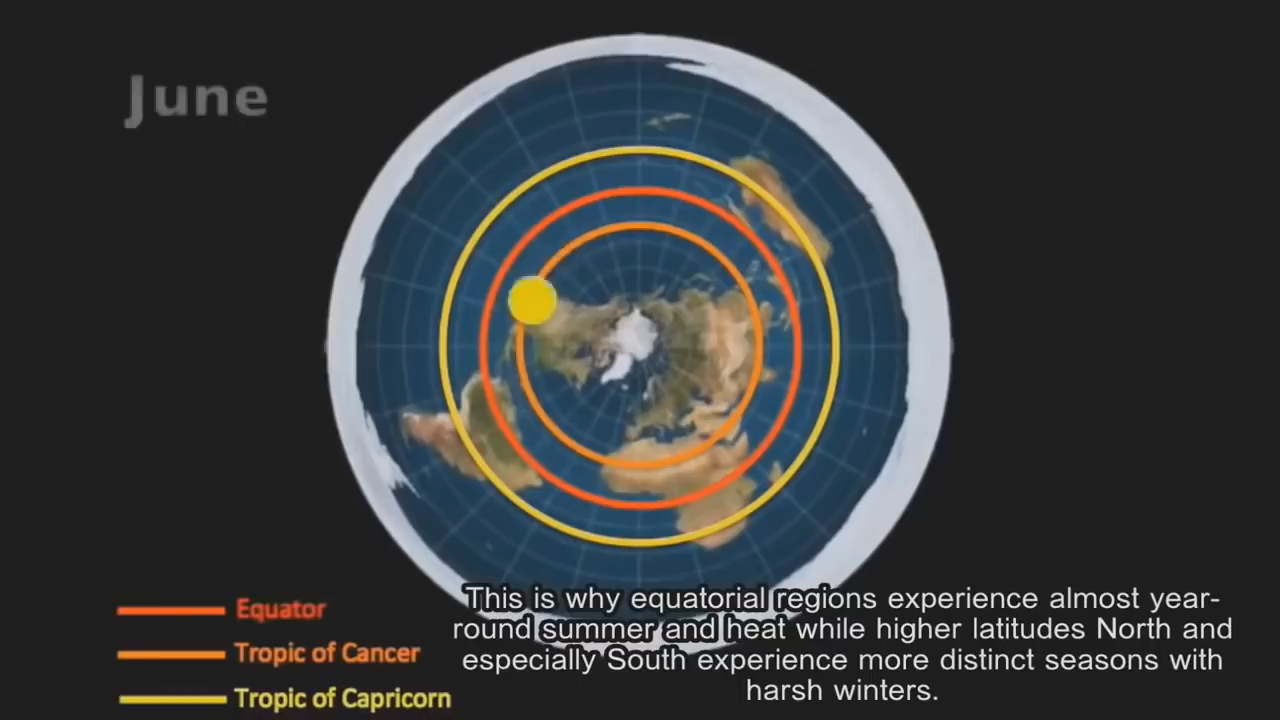 June
Equator
Tropic of Cancer
Tropic of Capricorn
This is why equatorial regions experience almost year-
round summer and heat while higher latitudes North and
especially South experience more distinct seasons with
harsh winters.